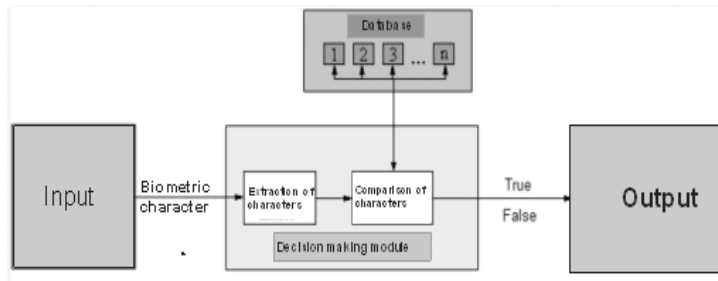 Database
1 2 3 ... n
Input
Biometric
character
Extraction of
characters
Comparison of
characters
Decision making module
True
False
Output